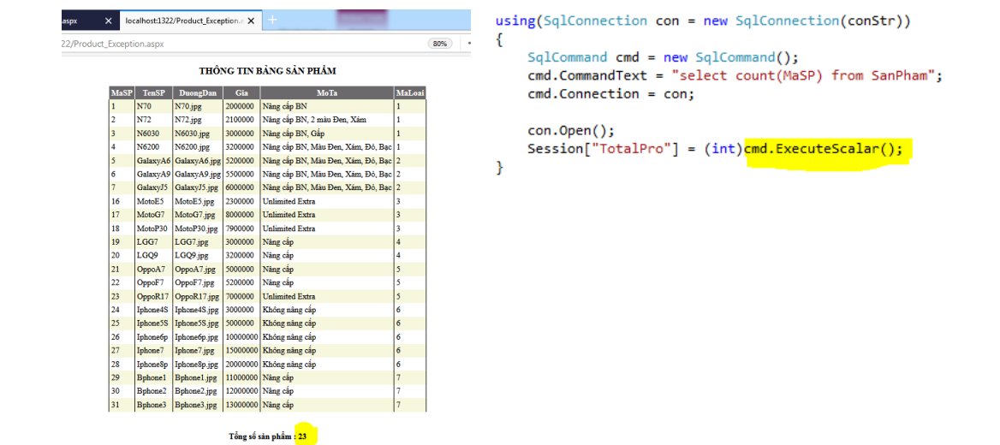 aspx ×
localhost:1322/Product_Exception.a × +
22/Product_Exception.aspx 80%
THÔNG TIN BẢNG SẢN PHẨM
MaSP TenSP DuongDan Gia MoTa MaLoai
1 N70 N70.jpg 2000000 Nâng cấp BN 1
2 N72 N72.jpg 2100000 Nâng cấp BN, 2 màu Đen, Xám 1
3 N6030 N6030.jpg 3000000 Nâng cấp BN, Gấp 1
4 N6200 N6200.jpg 3200000 Nâng cấp BN, Màu Đen, Xám, Đỏ, Bạc 1
5 GalaxyA6 GalaxyA6.jpg 5200000 Nâng cấp BN, Màu Đen, Xám, Đỏ, Bạc 2
6 GalaxyA9 GalaxyA9.jpg 5500000 Nâng cấp BN, Màu Đen, Xám, Đỏ, Bạc 2
7 GalaxyJ5 GalaxyJ5.jpg 6000000 Nâng cấp BN, Màu Đen, Xám, Đỏ, Bạc 2
16 MotoE5 MotoE5.jpg 2300000 Unlimited Extra 3
17 MotoG7 MotoG7.jpg 8000000 Unlimited Extra 3
18 MotoP30 MotoP30.jpg 7900000 Unlimited Extra 3
19 LGG7 LGG7.jpg 3000000 Nâng cấp 4
20 LGQ9 LGQ9.jpg 3200000 Nâng cấp 4
21 OppoA7 OppoA7.jpg 5000000 Nâng cấp 5
22 OppoF7 OppoF7.jpg 5200000 Nâng cấp 5
23 OppoR17 OppoR17.jpg 7000000 Unlimited Extra 5
24 Iphone4S Iphone4S.jpg 3000000 Không nâng cấp 6
25 Iphone5S Iphone5S.jpg 5000000 Không nâng cấp 6
26 Iphone6p Iphone6p.jpg 10000000 Không nâng cấp 6
27 Iphone7 Iphone7.jpg 15000000 Không nâng cấp 6
28 Iphone8p Iphone8p.jpg 20000000 Không nâng cấp 6
29 Bphone1 Bphone1.jpg 11000000 Nâng cấp 7
30 Bphone2 Bphone2.jpg 12000000 Nâng cấp 7
31 Bphone3 Bphone3.jpg 13000000 Nâng cấp 7
Tổng số sản phẩm : 23
using(SqlConnection con = new SqlConnection(conStr))
{
SqlCommand cmd = new SqlCommand();
cmd.CommandText = "select count(MaSP) from SanPham";
cmd.Connection = con;
con.Open();
Session["TotalPro"] = (int)cmd.ExecuteScalar();
}